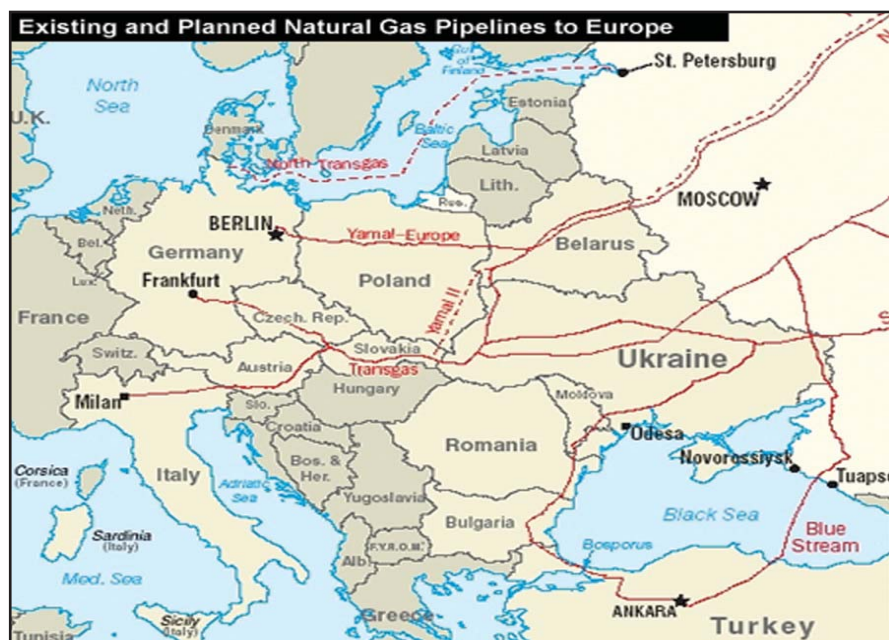 Existing and Planned Natural Gas Pipelines to Europe
North
Sea
Gulf
of
Finland
St. Petersburg
U.K.
Denmark
Estonia
Baltic
Sea
Latvia
North Transgas
Lith.
MOSCOW
Rus.
Neth.
BERLIN
Yamal-Europe
Belarus
Bel.
Germany
Poland
Lux.
Frankfurt
Yamal II
Czech. Rep.
France
Slovakia
Ukraine
Switz.
Austria
Transgas
Hungary
Moldova
Milan
Slo.
Croatia
Odesa
Romania
Bos. &
Her.
Novorossiysk
Corsica
(France)
Italy
Adriatic
Sea
Yugoslavia
Tuapse
Bulgaria
Black Sea
Blue
Stream
Sardinia
(Italy)
F.Y.R.O.M.
Alb.
Bosporus
Med. Sea
ANKARA
Greece
Turkey
Sicily
(Italy)
Tunisia